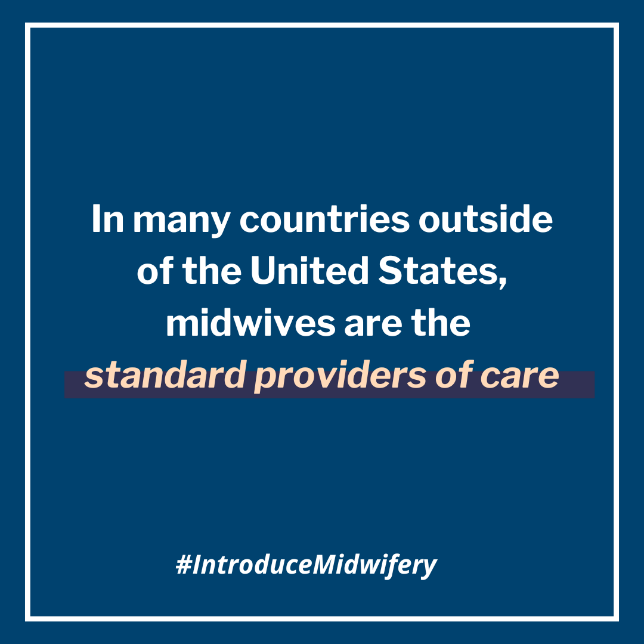 In many countries outside
of the United States,
midwives are the
standard providers of care
#IntroduceMidwifery